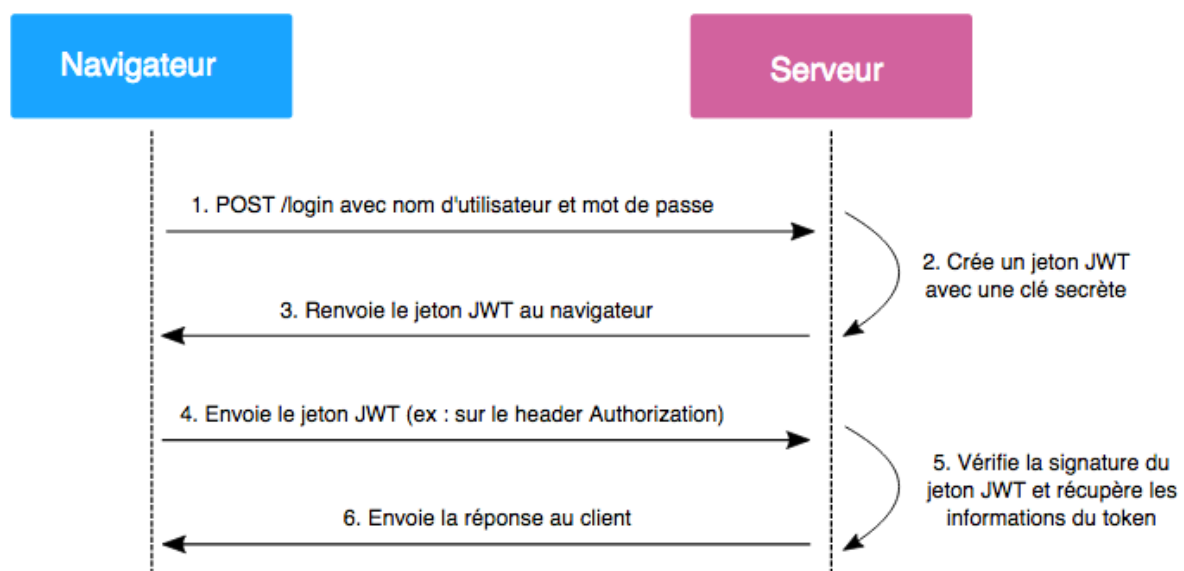 Navigateur
Serveur
1. POST /login avec nom d'utilisateur et mot de passe
2. Crée un jeton JWT
avec une clé secrète
3. Renvoie le jeton JWT au navigateur
4. Envoie le jeton JWT (ex : sur le header Authorization)
5. Vérifie la signature du
jeton JWT et récupère les
informations du token
6. Envoie la réponse au client